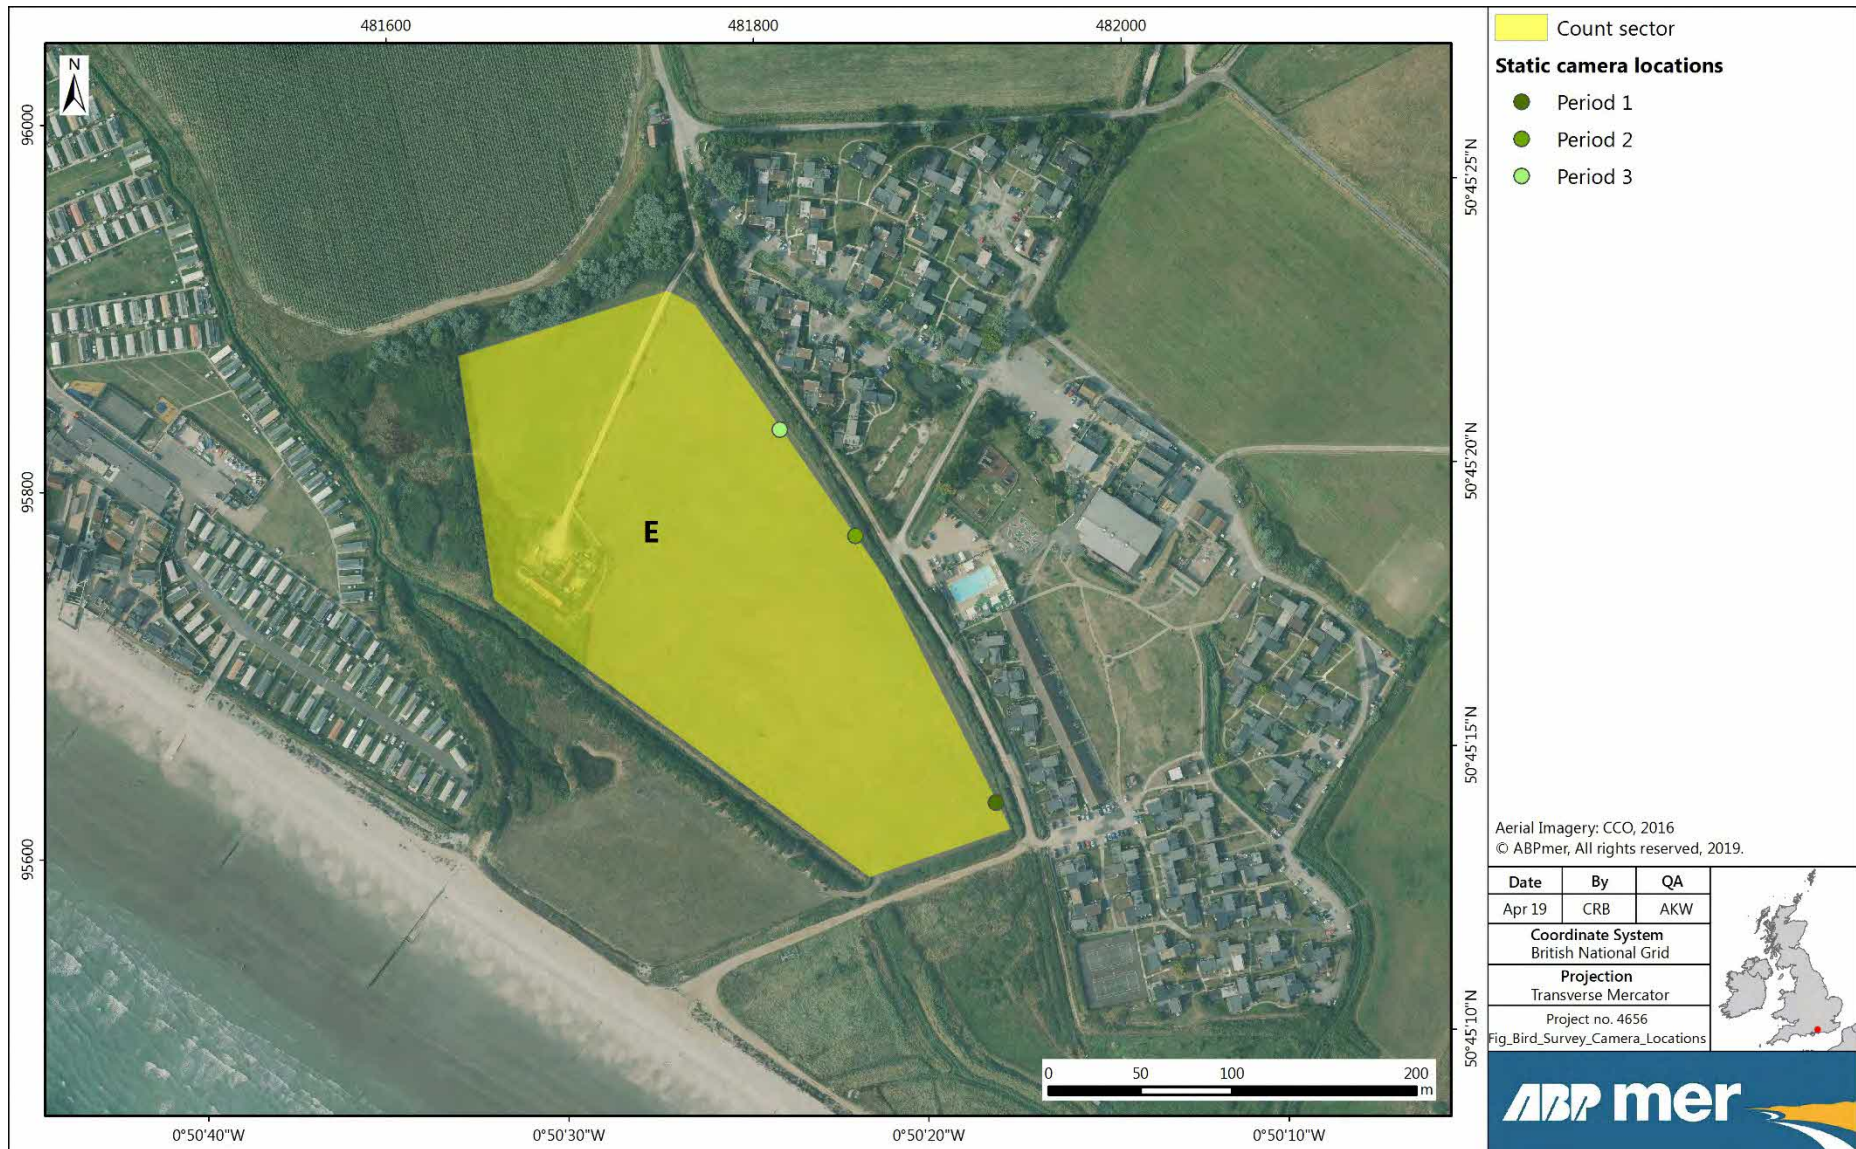 481600
481800
482000
N
96000
95800
95600
50°45'25"N
50°45'20"N
50°45'15"N
50°45'10"N
E
0
50
100
200
m
0°50'40"W
0°50'30"W
0°50'20"W
0°50'10"W
Count sector
Static camera locations
Period 1
Period 2
Period 3
Aerial Imagery: CCO, 2016
© ABPmer, All rights reserved, 2019.
Date By QA
Apr 19 CRB AKW
Coordinate System
British National Grid
Projection
Transverse Mercator
Project no. 4656
Fig_Bird_Survey_Camera_Locations
ABP mer